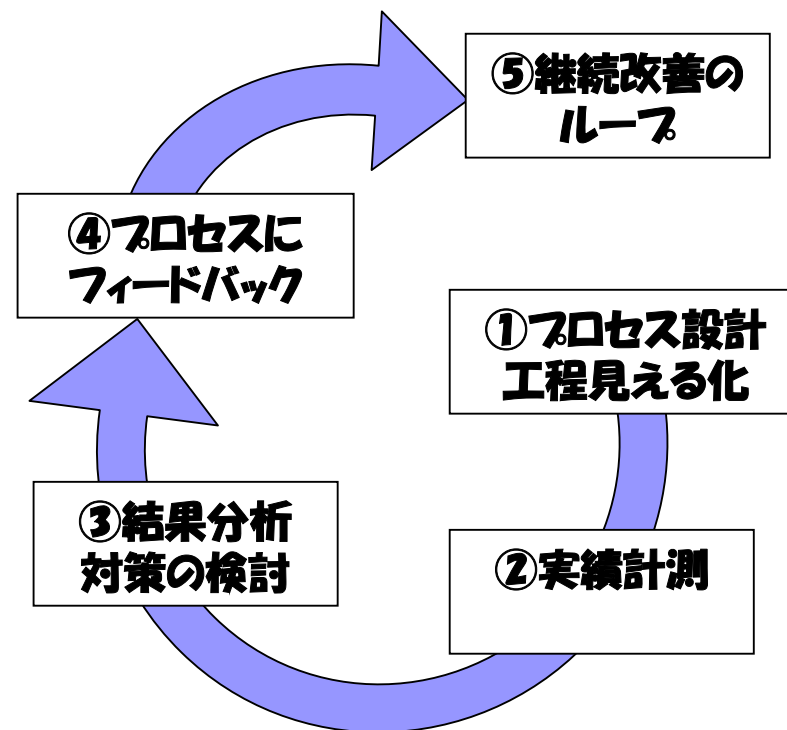 ⑤継続改善の
ループ
④プロセスに
フィードバック
①プロセス設計
工程見える化
③結果分析
対策の検討
②実績計測